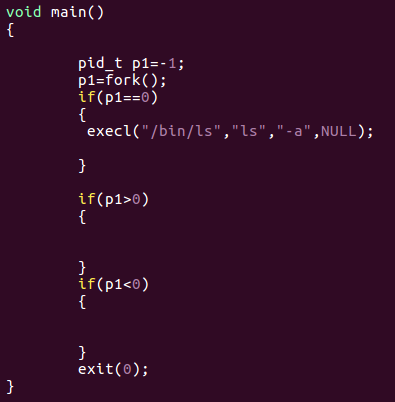 void main()
{
pid_t p1=-1;
p1=fork();
if(p1==0)
{
execl("/bin/ls","ls","-a",NULL);
}
if(p1>0)
{
}
if(p1<0)
{
}
exit(0);
}